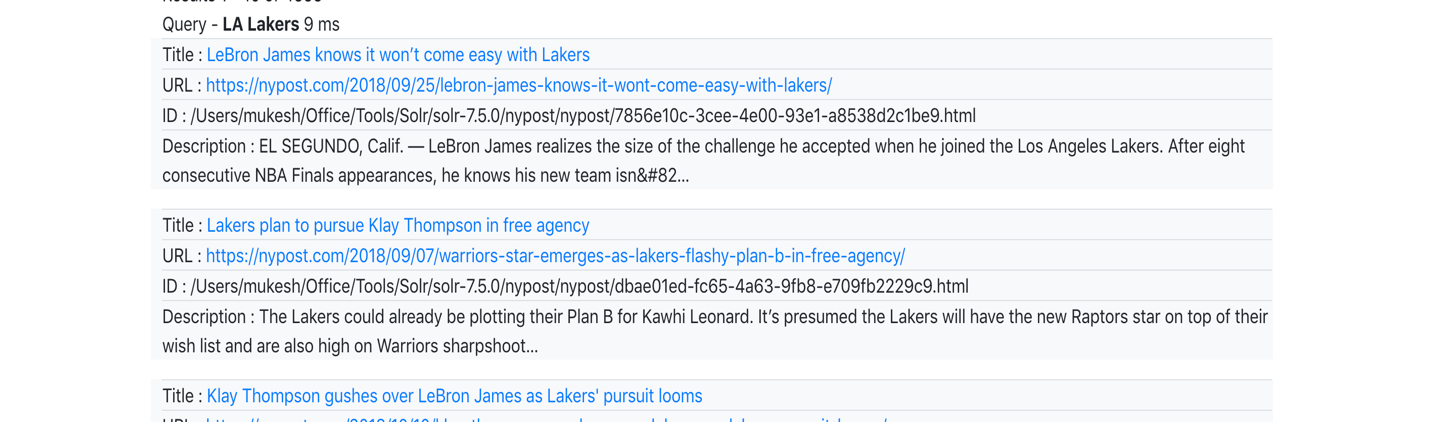 Query - LA Lakers 9 ms
Title : LeBron James knows it won’t come easy with Lakers
URL : https://nypost.com/2018/09/25/lebron-james-knows-it-wont-come-easy-with-lakers/
ID : /Users/mukesh/Office/Tools/Solr/solr-7.5.0/nypost/nypost/7856e10c-3cee-4e00-93e1-a8538d2c1be9.html
Description : EL SEGUNDO, Calif. — LeBron James realizes the size of the challenge he accepted when he joined the Los Angeles Lakers. After eight
consecutive NBA Finals appearances, he knows his new team isn&#82...
Title : Lakers plan to pursue Klay Thompson in free agency
URL : https://nypost.com/2018/09/07/warriors-star-emerges-as-lakers-flashy-plan-b-in-free-agency/
ID : /Users/mukesh/Office/Tools/Solr/solr-7.5.0/nypost/nypost/dbae01ed-fc65-4a63-9fb8-e709fb2229c9.html
Description : The Lakers could already be plotting their Plan B for Kawhi Leonard. It’s presumed the Lakers will have the new Raptors star on top of their
wish list and are also high on Warriors sharpshoot...
Title : Klay Thompson gushes over LeBron James as Lakers' pursuit looms